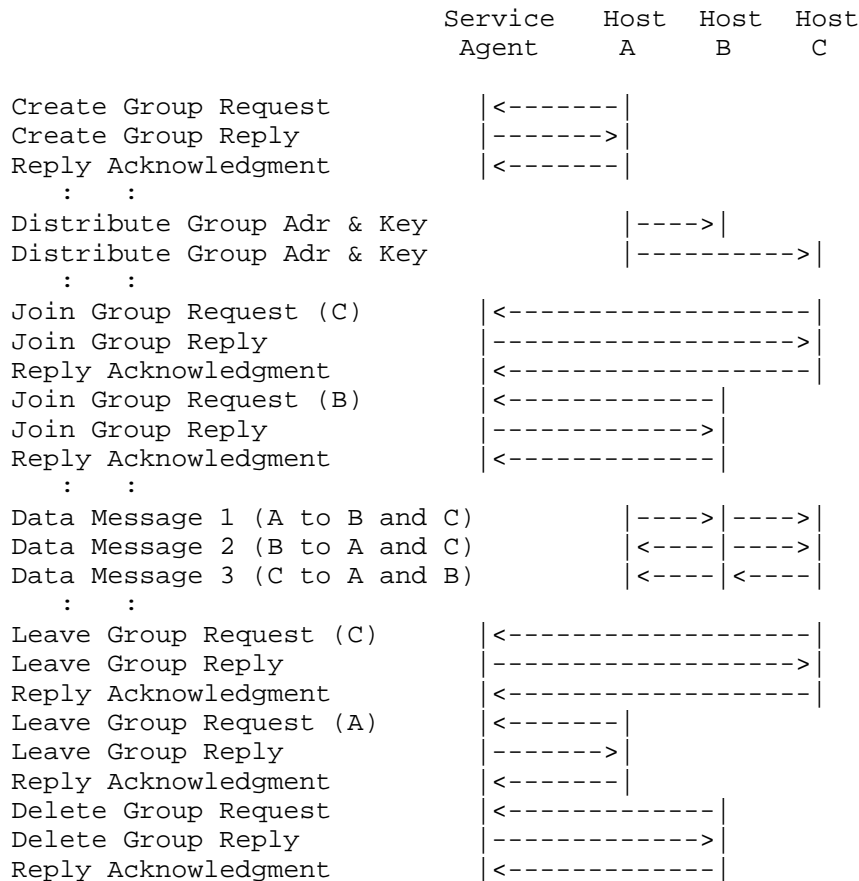 Service   Host  Host  Host
                            Agent     A     B     C

Create Group Request         |<-------|
Create Group Reply           |------->|
Reply Acknowledgment         |<-------|
   :   :
Distribute Group Adr & Key            |---->|
Distribute Group Adr & Key            |---------->|
   :   :
Join Group Request (C)       |<-------------------|
Join Group Reply             |------------------->|
Reply Acknowledgment         |<-------------------|
Join Group Request (B)       |<-------------|
Join Group Reply             |------------->|
Reply Acknowledgment         |<-------------|
   :   :
Data Message 1 (A to B and C)         |---->|---->|
Data Message 2 (B to A and C)         |<----|---->|
Data Message 3 (C to A and B)         |<----|<----|
   :   :
Leave Group Request (C)      |<-------------------|
Leave Group Reply            |------------------->|
Reply Acknowledgment         |<-------------------|
Leave Group Request (A)      |<-------|
Leave Group Reply            |------->|
Reply Acknowledgment         |<-------|
Delete Group Request         |<-------------|
Delete Group Reply           |------------->|
Reply Acknowledgment         |<-------------|